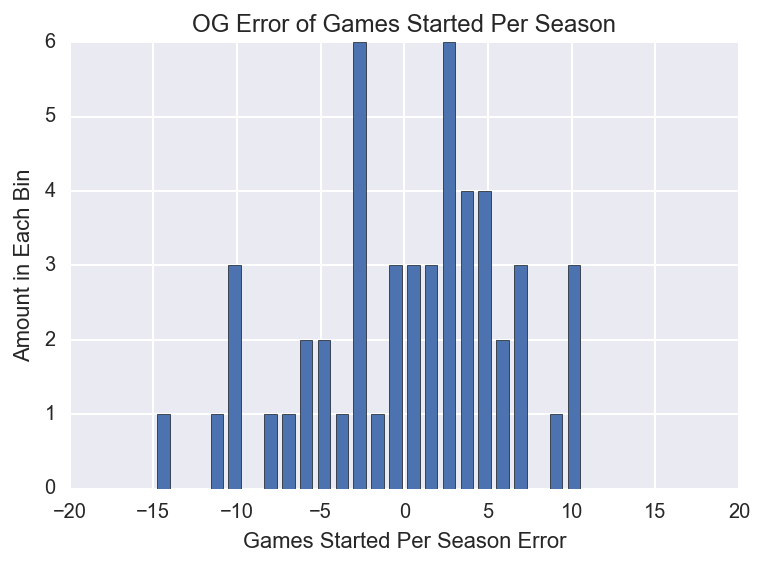 OG Error of Games Started Per Season
6
5
4
3
2
1
0
Amount in Each Bin
−20 −15 −10 −5 0 5 10 15 20
Games Started Per Season Error